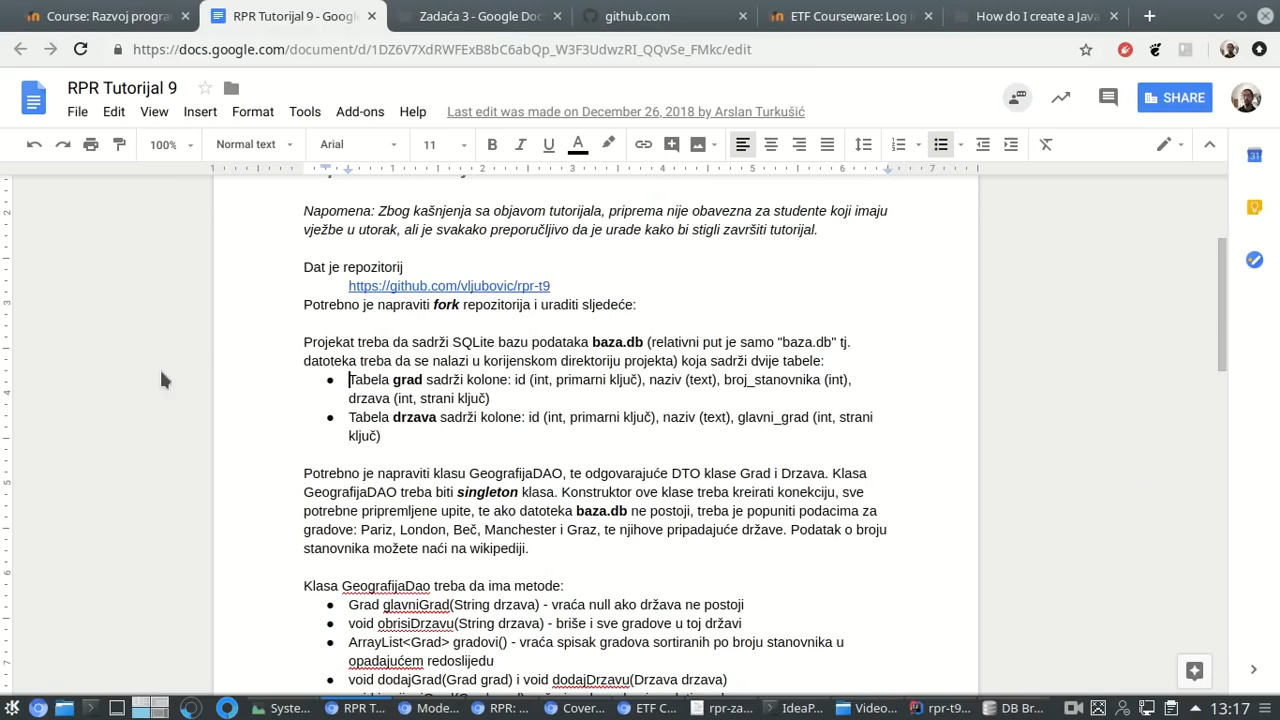 Course: Razvoj progra
RPR Tutorijal 9 - Googl
Zadaća 3 - Google Do
github.com
ETF Courseware: Log
How do I create a Java
https://docs.google.com/document/d/1DZ6V7XdRWFExB8bC6abQp_W3F3UdwzRI_QQvSe_FMkc/edit
RPR Tutorijal 9
File Edit View Insert Format Tools Add-ons Help Last edit was made on December 26, 2018 by Arslan Turkušić
SHARE
100% Normal text Arial 11
1 2 3 4 5 6 7
Napomena: Zbog kašnjenja sa objavom tutorijala, priprema nije obavezna za studente koji imaju
vježbe u utorak, ali je svakako preporučljivo da je urade kako bi stigli završiti tutorijal.
Dat je repozitorij
https://github.com/vljubovic/rpr-t9
Potrebno je napraviti fork repozitorija i uraditi sljedeće:
Projekat treba da sadrži SQLite bazu podataka baza.db (relativni put je samo "baza.db" tj.
datoteka treba da se nalazi u korijenskom direktoriju projekta) koja sadrži dvije tabele:
● Tabela grad sadrži kolone: id (int, primarni ključ), naziv (text), broj_stanovnika (int),
drzava (int, strani ključ)
● Tabela drzava sadrži kolone: id (int, primarni ključ), naziv (text), glavni_grad (int, strani
ključ)
Potrebno je napraviti klasu GeografijaDAO, te odgovarajuće DTO klase Grad i Drzava. Klasa
GeografijaDAO treba biti singleton klasa. Konstruktor ove klase treba kreirati konekciju, sve
potrebne pripremljene upite, te ako datoteka baza.db ne postoji, treba je popuniti podacima za
gradove: Pariz, London, Beč, Manchester i Graz, te njihove pripadajuće države. Podatak o broju
stanovnika možete naći na wikipediji.
Klasa GeografijaDao treba da ima metode:
● Grad glavniGrad(String drzava) - vraća null ako država ne postoji
● void obrisiDrzavu(String drzava) - briše i sve gradove u toj državi
● ArrayList<Grad> gradovi() - vraća spisak gradova sortiranih po broju stanovnika u
opadajućem redoslijedu
● void dodajGrad(Grad grad) i void dodajDrzavu(Drzava drzava)
Syste...
RPR T...
Mode...
RPR: ...
Cover...
ETF C...
rpr-za...
IdeaP...
Video...
rpr-t9...
DB Br...
13:17